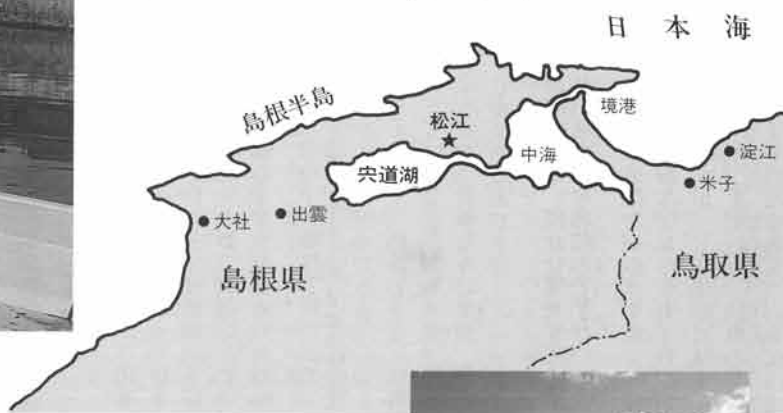 日本海
島根半島
境港
松江
中海
淀江
宍道湖
米子
大社
出雲
島根県
鳥取県